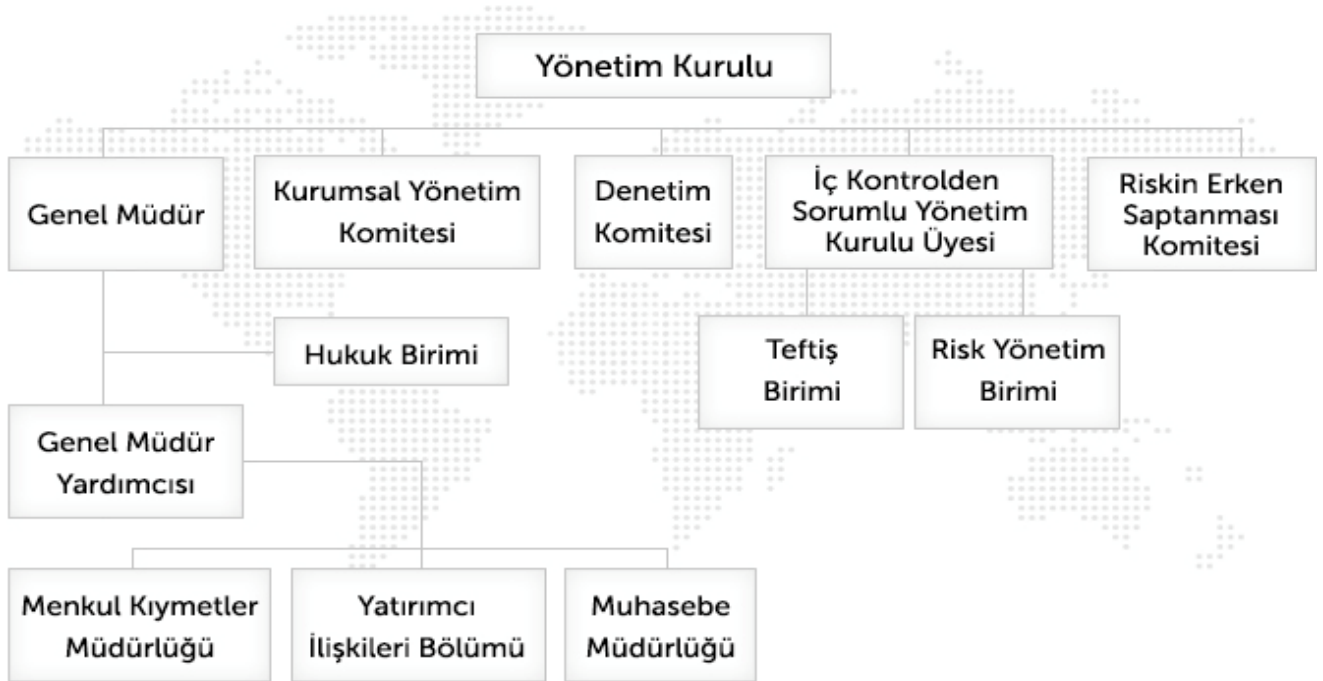 Yönetim Kurulu
Genel Müdür
Kurumsal Yönetim
Komitesi
Denetim
Komitesi
İç Kontrolden
Sorumlu Yönetim
Kurulu Üyesi
Riskin Erken
Saptanması
Komitesi
Hukuk Birimi
Teftiş
Birimi
Risk Yönetim
Birimi
Genel Müdür
Yardımcısı
Menkul Kıymetler
Müdürlüğü
Yatırımcı
İlişkileri Bölümü
Muhasebe
Müdürlüğü